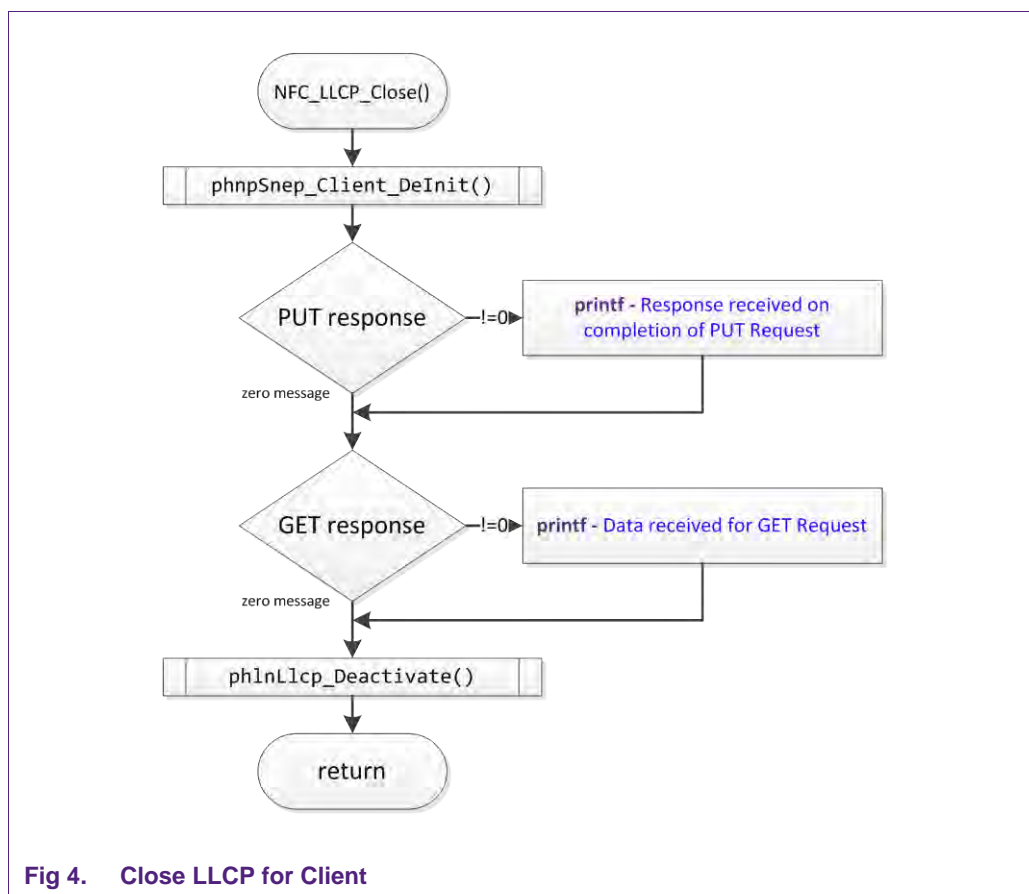 NFC_LLCP_Close()
phnpSnep_Client_DeInit()
PUT response
!=0
printf - Response received on
completion of PUT Request
zero message
GET response
!=0
printf - Data received for GET Request
zero message
phlnLlcp_Deactivate()
return
Fig 4. Close LLCP for Client